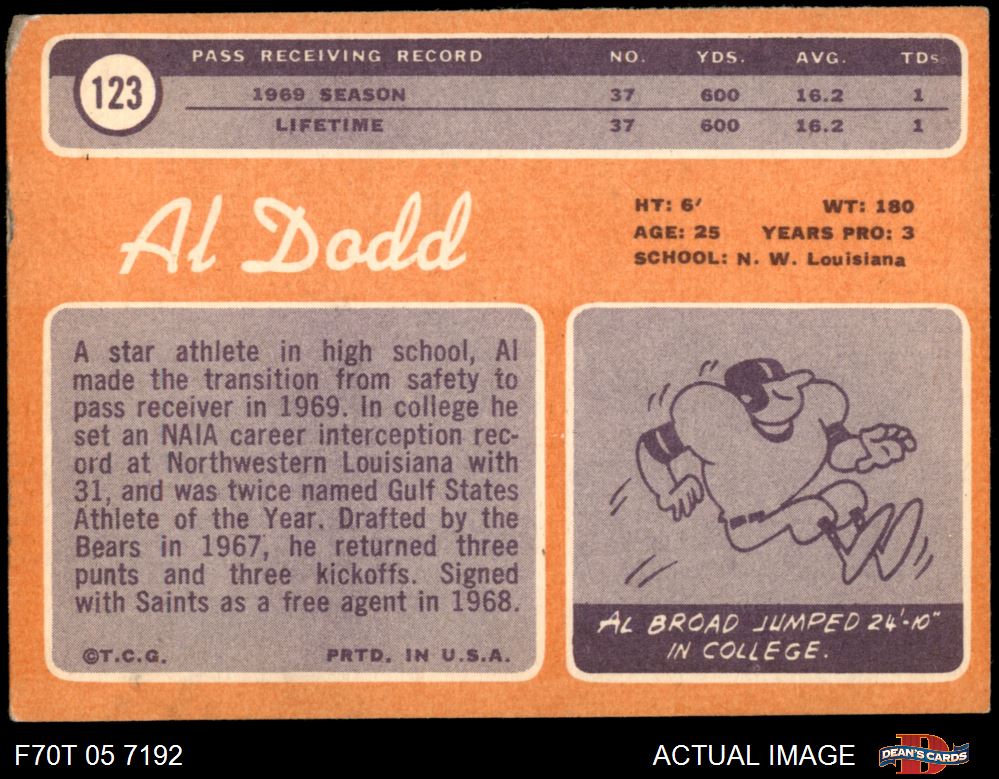 PASS RECEIVING RECORD NO. YDS. AVG. TDs
123
1969 SEASON 37 600 16.2 1
LIFETIME 37 600 16.2 1
Al Dodd
HT: 6' WT: 180
AGE: 25 YEARS PRO: 3
SCHOOL: N. W. Louisiana
A star athlete in high school, Al
made the transition from safety to
pass receiver in 1969. In college he
set an NAIA career interception rec-
ord at Northwestern Louisiana with
31, and was twice named Gulf States
Athlete of the Year. Drafted by the
Bears in 1967, he returned three
punts and three kickoffs. Signed
with Saints as a free agent in 1968.
©T.C.G. PRTD. IN U.S.A.
AL BROAD JUMPED 24'-10"
IN COLLEGE.
F70T 05 7192 ACTUAL IMAGE DEAN'S CARDS